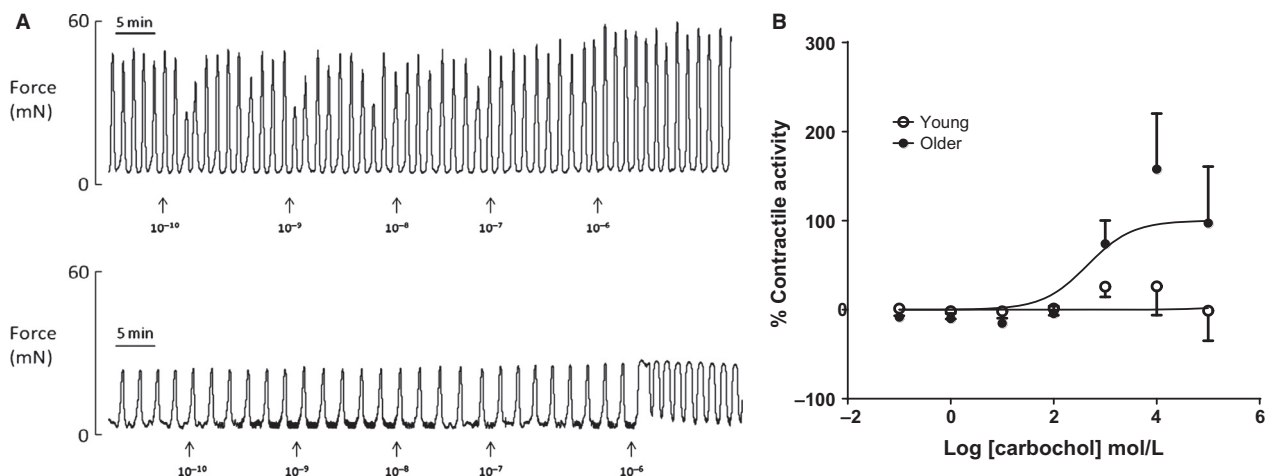 A
60
5 min
Force
(mN)
0
10⁻¹⁰ 10⁻⁹ 10⁻⁸ 10⁻⁷ 10⁻⁶
60
5 min
Force
(mN)
0
10⁻¹⁰ 10⁻⁹ 10⁻⁸ 10⁻⁷ 10⁻⁶
B
300
200
100
0
–100
% Contractile activity
Young
Older
–2 0 2 4 6
Log [carbochol] mol/L